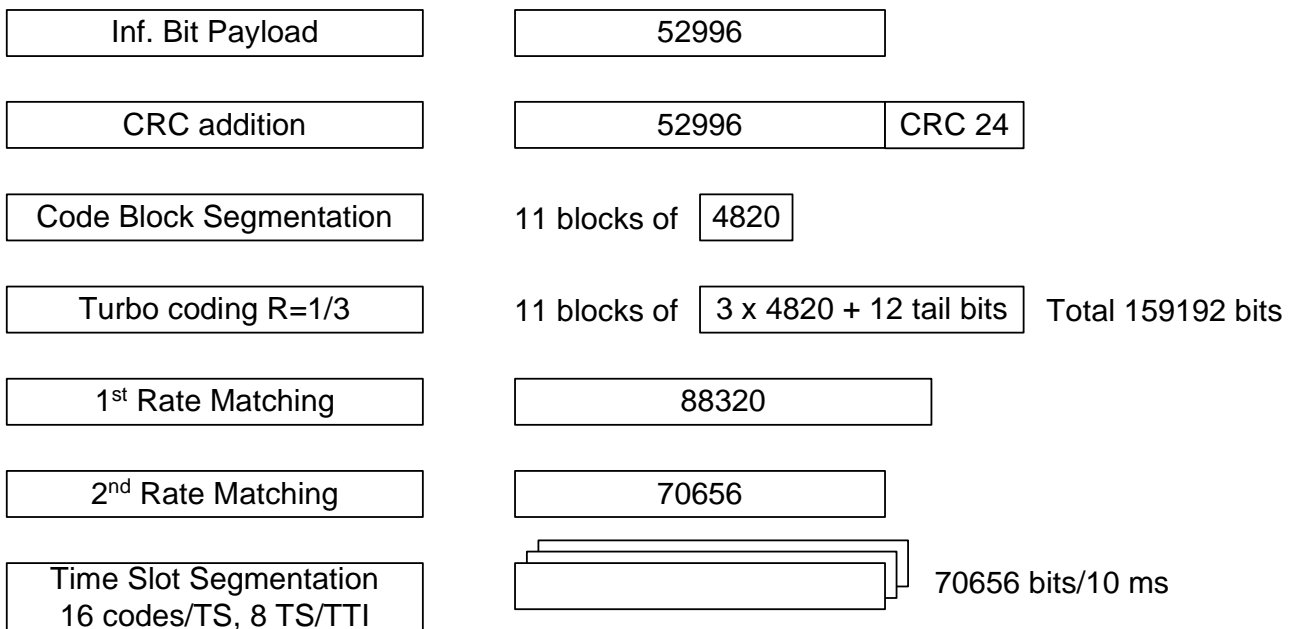 Inf. Bit Payload 52996
CRC addition 52996 CRC 24
Code Block Segmentation 11 blocks of 4820
Turbo coding R=1/3 11 blocks of 3 x 4820 + 12 tail bits Total 159192 bits
1st Rate Matching 88320
2nd Rate Matching 70656
Time Slot Segmentation
16 codes/TS, 8 TS/TTI
70656 bits/10 ms